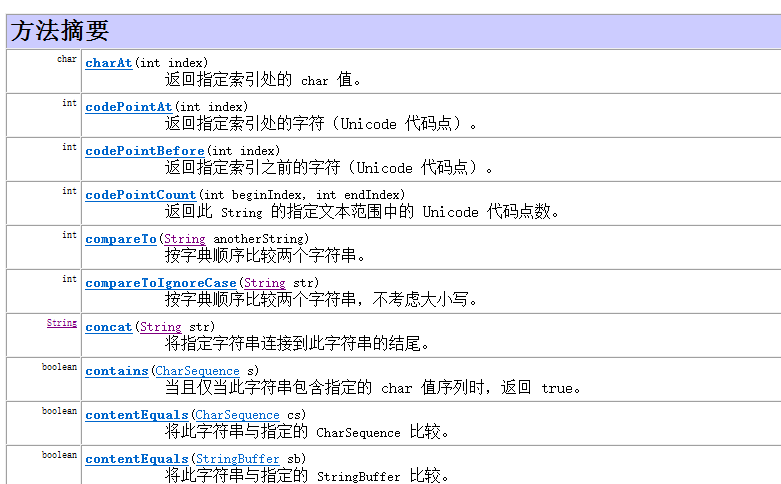 方法摘要
char charAt(int index)
返回指定索引处的 char 值。
int codePointAt(int index)
返回指定索引处的字符（Unicode 代码点）。
int codePointBefore(int index)
返回指定索引之前的字符（Unicode 代码点）。
int codePointCount(int beginIndex, int endIndex)
返回此 String 的指定文本范围中的 Unicode 代码点数。
int compareTo(String anotherString)
按字典顺序比较两个字符串。
int compareToIgnoreCase(String str)
按字典顺序比较两个字符串，不考虑大小写。
String concat(String str)
将指定字符串连接到此字符串的结尾。
boolean contains(CharSequence s)
当且仅当此字符串包含指定的 char 值序列时，返回 true。
boolean contentEquals(CharSequence cs)
将此字符串与指定的 CharSequence 比较。
boolean contentEquals(StringBuffer sb)
将此字符串与指定的 StringBuffer 比较。